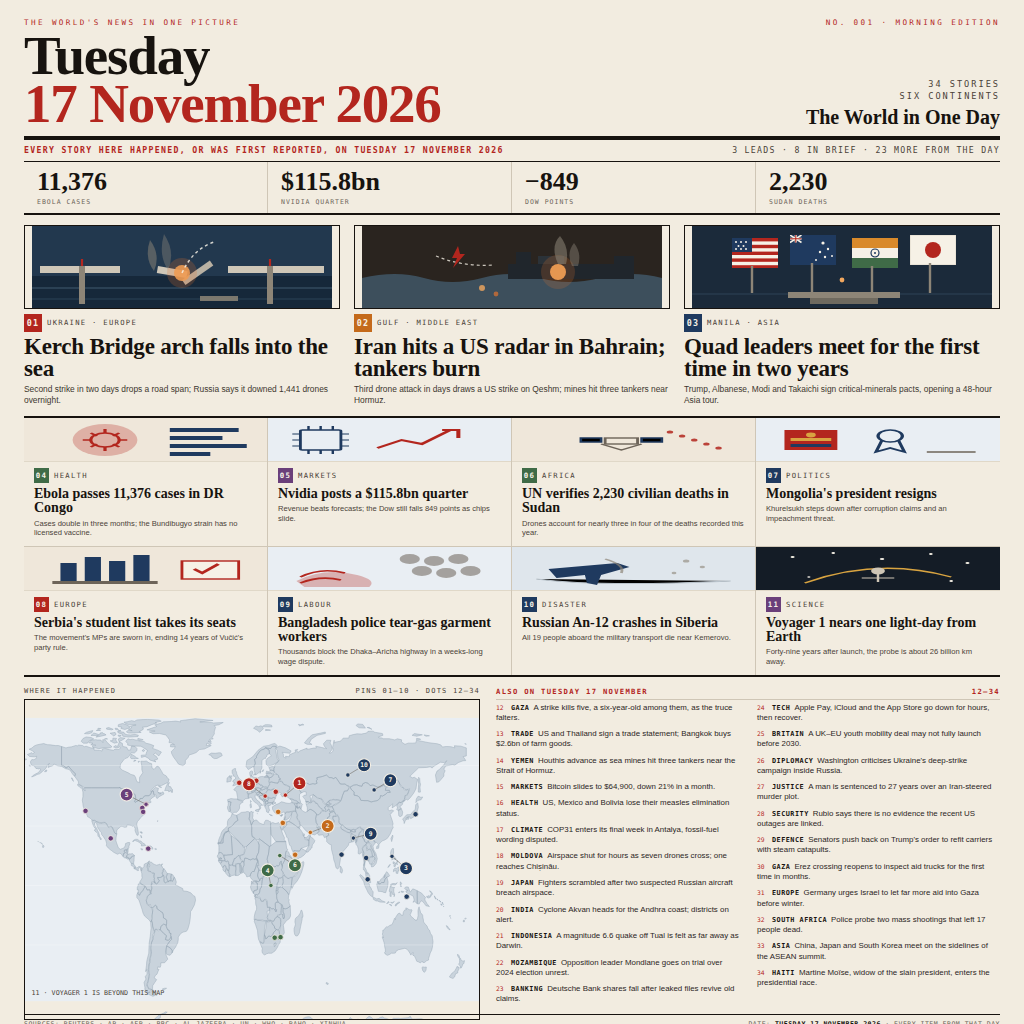 THE WORLD'S NEWS IN ONE PICTURE
NO. 001 · MORNING EDITION
Tuesday
17 November 2026
34 STORIES
SIX CONTINENTS
The World in One Day
EVERY STORY HERE HAPPENED, OR WAS FIRST REPORTED, ON TUESDAY 17 NOVEMBER 2026
3 LEADS · 8 IN BRIEF · 23 MORE FROM THE DAY
11,376
EBOLA CASES
$115.8bn
NVIDIA QUARTER
−849
DOW POINTS
2,230
SUDAN DEATHS
01 UKRAINE · EUROPE
Kerch Bridge arch falls into the
sea
Second strike in two days drops a road span; Russia says it downed 1,441 drones
overnight.
02 GULF · MIDDLE EAST
Iran hits a US radar in Bahrain;
tankers burn
Third drone attack in days draws a US strike on Qeshm; mines hit three tankers near
Hormuz.
03 MANILA · ASIA
Quad leaders meet for the first
time in two years
Trump, Albanese, Modi and Takaichi sign critical-minerals pacts, opening a 48-hour
Asia tour.
04 HEALTH
Ebola passes 11,376 cases in DR
Congo
Cases double in three months; the Bundibugyo strain has no
licensed vaccine.
05 MARKETS
Nvidia posts a $115.8bn quarter
Revenue beats forecasts; the Dow still falls 849 points as chips
slide.
06 AFRICA
UN verifies 2,230 civilian deaths in
Sudan
Drones account for nearly three in four of the deaths recorded this
year.
07 POLITICS
Mongolia's president resigns
Khurelsukh steps down after corruption claims and an
impeachment threat.
08 EUROPE
Serbia's student list takes its seats
The movement's MPs are sworn in, ending 14 years of Vučić's
party rule.
09 LABOUR
Bangladesh police tear-gas garment
workers
Thousands block the Dhaka–Aricha highway in a weeks-long
wage dispute.
10 DISASTER
Russian An-12 crashes in Siberia
All 19 people aboard the military transport die near Kemerovo.
11 SCIENCE
Voyager 1 nears one light-day from
Earth
Forty-nine years after launch, the probe is about 26 billion km
away.
WHERE IT HAPPENED
PINS 01–10 · DOTS 12–34
10
7
8
1
5
2
9
4
6
3
11 · VOYAGER 1 IS BEYOND THIS MAP
ALSO ON TUESDAY 17 NOVEMBER
12–34
12 GAZA A strike kills five, a six-year-old among them, as the truce
falters.
13 TRADE US and Thailand sign a trade statement; Bangkok buys
$2.6bn of farm goods.
14 YEMEN Houthis advance as sea mines hit three tankers near the
Strait of Hormuz.
15 MARKETS Bitcoin slides to $64,900, down 21% in a month.
16 HEALTH US, Mexico and Bolivia lose their measles elimination
status.
17 CLIMATE COP31 enters its final week in Antalya, fossil-fuel
wording disputed.
18 MOLDOVA Airspace shut for hours as seven drones cross; one
reaches Chișinău.
19 JAPAN Fighters scrambled after two suspected Russian aircraft
breach airspace.
20 INDIA Cyclone Akvan heads for the Andhra coast; districts on
alert.
21 INDONESIA A magnitude 6.6 quake off Tual is felt as far away as
Darwin.
22 MOZAMBIQUE Opposition leader Mondlane goes on trial over
2024 election unrest.
23 BANKING Deutsche Bank shares fall after leaked files revive old
claims.
24 TECH Apple Pay, iCloud and the App Store go down for hours,
then recover.
25 BRITAIN A UK–EU youth mobility deal may not fully launch
before 2030.
26 DIPLOMACY Washington criticises Ukraine's deep-strike
campaign inside Russia.
27 JUSTICE A man is sentenced to 27 years over an Iran-steered
murder plot.
28 SECURITY Rubio says there is no evidence the recent US
outages are linked.
29 DEFENCE Senators push back on Trump's order to refit carriers
with steam catapults.
30 GAZA Erez crossing reopens to inspect aid trucks for the first
time in months.
31 EUROPE Germany urges Israel to let far more aid into Gaza
before winter.
32 SOUTH AFRICA Police probe two mass shootings that left 17
people dead.
33 ASIA China, Japan and South Korea meet on the sidelines of
the ASEAN summit.
34 HAITI Martine Moïse, widow of the slain president, enters the
presidential race.
SOURCES: REUTERS · AP · AFP · BBC · AL JAZEERA · UN · WHO · PAHO · XINHUA
DATE: TUESDAY 17 NOVEMBER 2026 · EVERY ITEM FROM THAT DAY